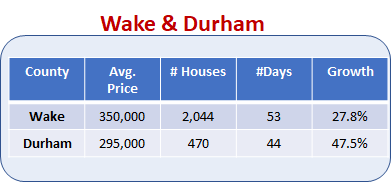 Wake & Durham
County Avg. Price # Houses #Days Growth
Wake 350,000 2,044 53 27.8%
Durham 295,000 470 44 47.5%